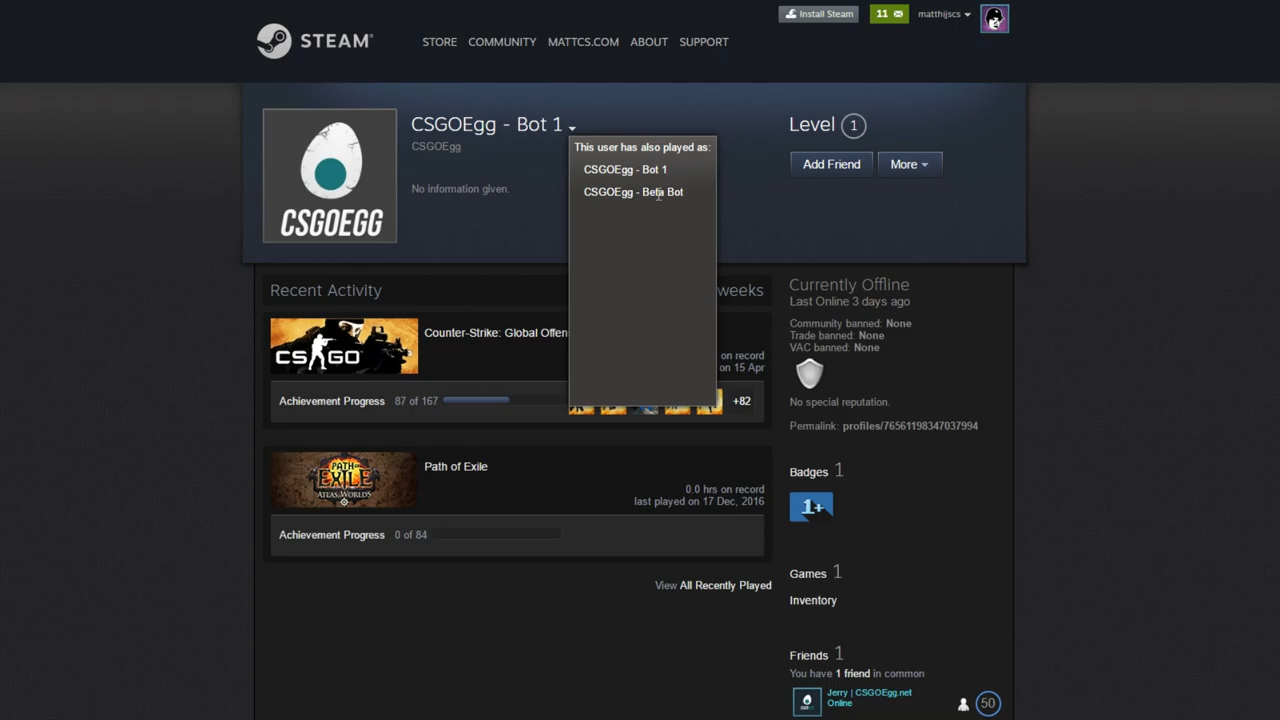 Install Steam
11
matthijscs
STEAM
STORE COMMUNITY MATTCS.COM ABOUT SUPPORT
CSGOEGG
CSGOEgg - Bot 1
CSGOEgg
No information given.
This user has also played as:
CSGOEgg - Bot 1
CSGOEgg - Beta Bot
Level 1
Add Friend
More
Recent Activity
weeks
CS GO
Counter-Strike: Global Offen
on record
on 15 Apr
Achievement Progress 87 of 167
+82
PATH OF EXILE
ATLAS WORLDS
Path of Exile
0.0 hrs on record
last played on 17 Dec, 2016
Achievement Progress 0 of 84
View All Recently Played
Currently Offline
Last Online 3 days ago
Community banned: None
Trade banned: None
VAC banned: None
No special reputation.
Permalink: profiles/76561198347037994
Badges 1
1+
Games 1
Inventory
Friends 1
You have 1 friend in common
Jerry | CSGOEgg.net
Online
50